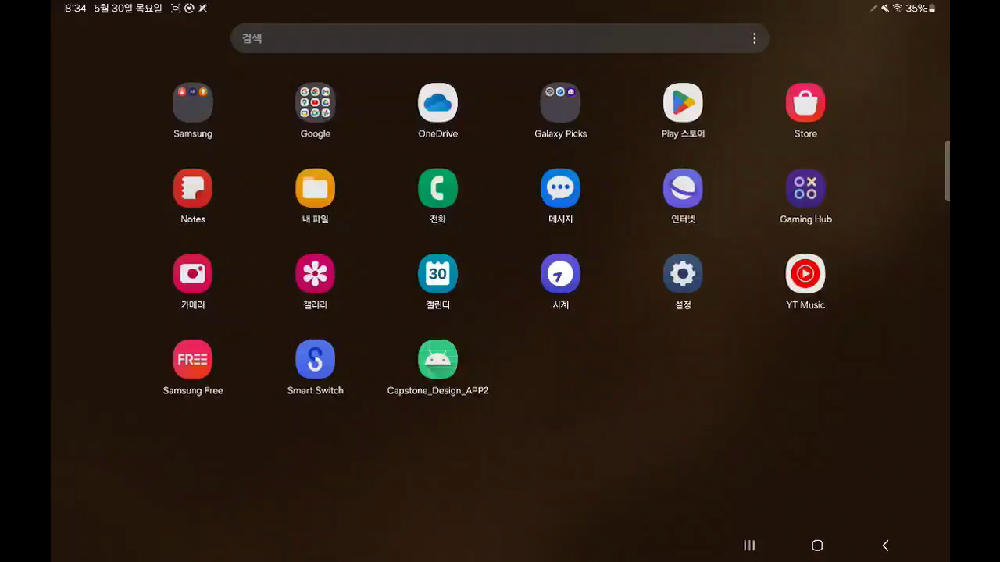 8:34 5월 30일 목요일 35%
검색
Samsung Google OneDrive Galaxy Picks Play 스토어 Store
Notes 내 파일 전화 메시지 인터넷 Gaming Hub
30
카메라 갤러리 캘린더 시계 설정 YT Music
FREE
Samsung Free Smart Switch Capstone_Design_APP2